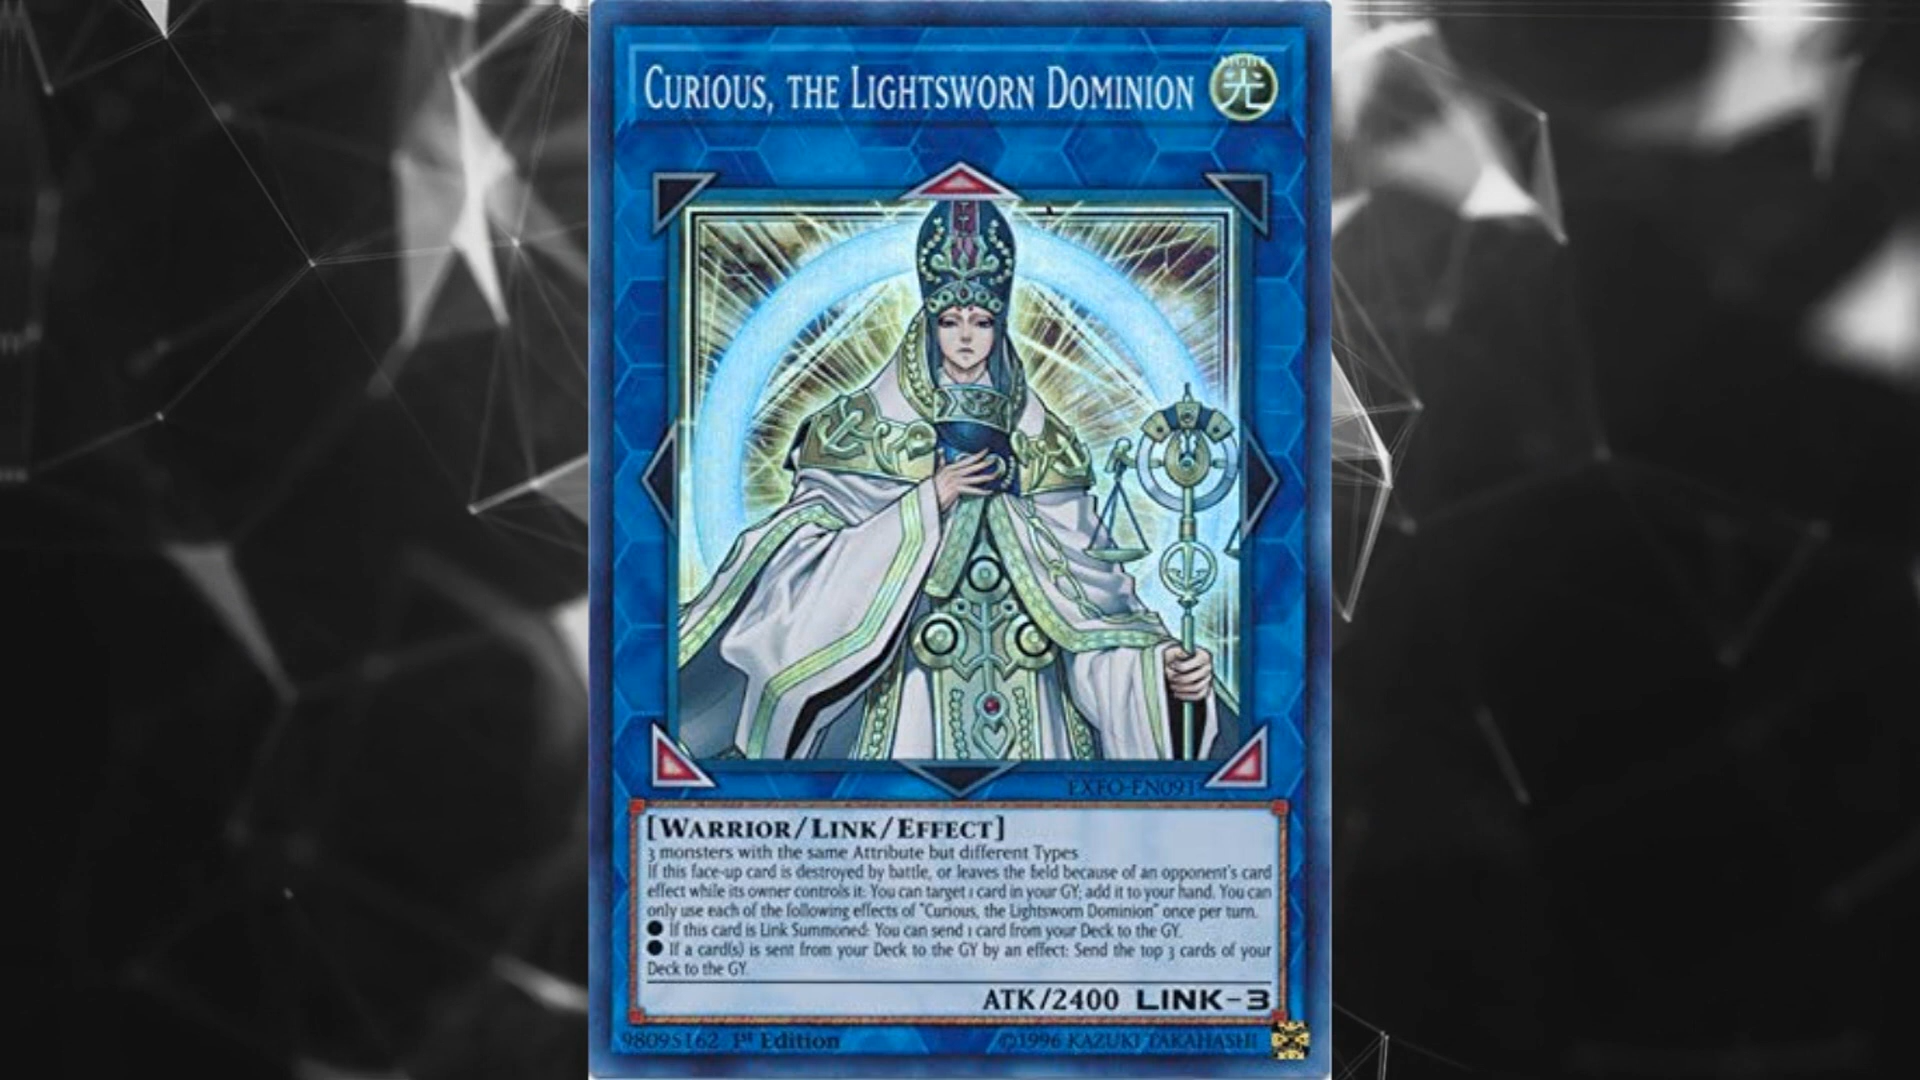 CURIOUS, THE LIGHTSWORN DOMINION
LIGHT
光
EXFO-EN091
[WARRIOR/LINK/EFFECT]
3 monsters with the same Attribute but different Types
If this face-up card is destroyed by battle, or leaves the field because of an opponent's card
effect while its owner controls it: You can target 1 card in your GY; add it to your hand. You can
only use each of the following effects of "Curious, the Lightsworn Dominion" once per turn.
● If this card is Link Summoned: You can send 1 card from your Deck to the GY.
● If a card(s) is sent from your Deck to the GY by an effect: Send the top 3 cards of your
Deck to the GY.
ATK/2400 LINK-3
98095162 1st Edition ©1996 KAZUKI TAKAHASHI